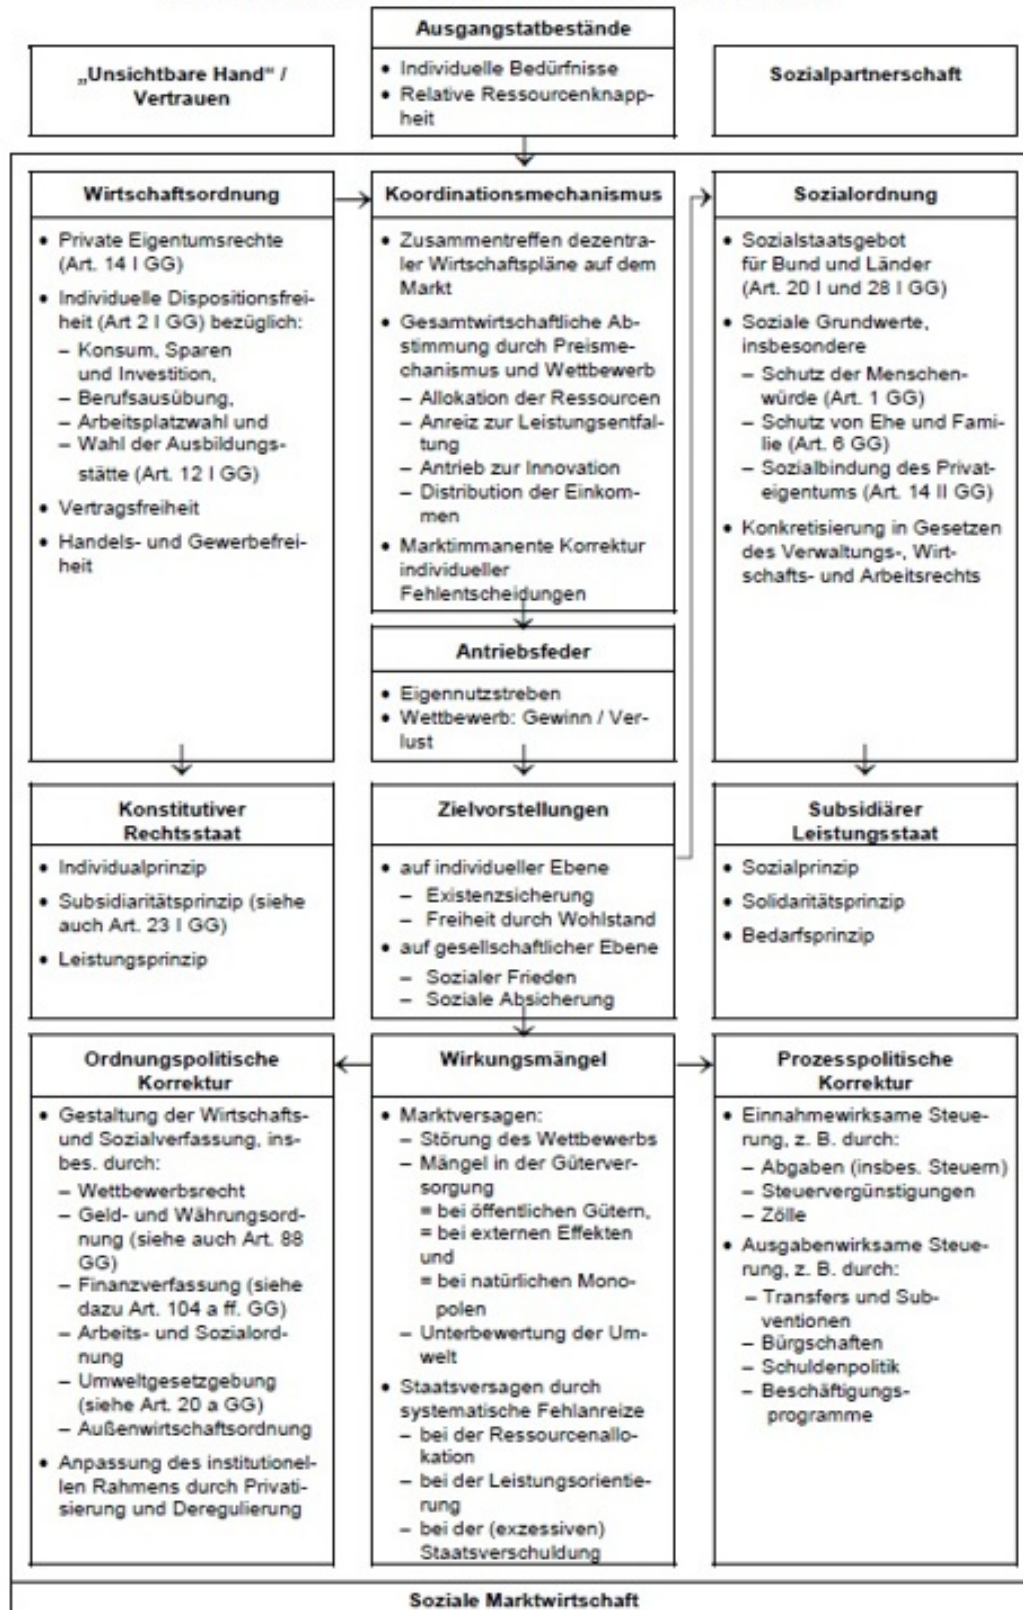 Ausgangstatbestände
• Individuelle Bedürfnisse
• Relative Ressourcenknapp-
heit
„Unsichtbare Hand“ /
Vertrauen
Sozialpartnerschaft
Wirtschaftsordnung
• Private Eigentumsrechte
(Art. 14 I GG)
• Individuelle Dispositionsfrei-
heit (Art 2 I GG) bezüglich:
– Konsum, Sparen
und Investition,
– Berufsausübung,
– Arbeitsplatzwahl und
– Wahl der Ausbildungs-
stätte (Art. 12 I GG)
• Vertragsfreiheit
• Handels- und Gewerbefrei-
heit
Koordinationsmechanismus
• Zusammentreffen dezentra-
ler Wirtschaftspläne auf dem
Markt
• Gesamtwirtschaftliche Ab-
stimmung durch Preisme-
chanismus und Wettbewerb
– Allokation der Ressourcen
– Anreiz zur Leistungsentfal-
tung
– Antrieb zur Innovation
– Distribution der Einkom-
men
• Marktimmanente Korrektur
individueller
Fehlentscheidungen
Sozialordnung
• Sozialstaatsgebot
für Bund und Länder
(Art. 20 I und 28 I GG)
• Soziale Grundwerte,
insbesondere
– Schutz der Menschen-
würde (Art. 1 GG)
– Schutz von Ehe und Fami-
lie (Art. 6 GG)
– Sozialbindung des Privat-
eigentums (Art. 14 II GG)
• Konkretisierung in Gesetzen
des Verwaltungs-, Wirt-
schafts- und Arbeitsrechts
Antriebsfeder
• Eigennutzstreben
• Wettbewerb: Gewinn / Ver-
lust
Konstitutiver
Rechtsstaat
• Individualprinzip
• Subsidiaritätsprinzip (siehe
auch Art. 23 I GG)
• Leistungsprinzip
Zielvorstellungen
• auf individueller Ebene
– Existenzsicherung
– Freiheit durch Wohlstand
• auf gesellschaftlicher Ebene
– Sozialer Frieden
– Soziale Absicherung
Subsidiärer
Leistungsstaat
• Sozialprinzip
• Solidaritätsprinzip
• Bedarfsprinzip
Ordnungspolitische
Korrektur
• Gestaltung der Wirtschafts-
und Sozialverfassung, ins-
bes. durch:
– Wettbewerbsrecht
– Geld- und Währungsord-
nung (siehe auch Art. 88
GG)
– Finanzverfassung (siehe
dazu Art. 104 a ff. GG)
– Arbeits- und Sozialord-
nung
– Umweltgesetzgebung
(siehe Art. 20 a GG)
– Außenwirtschaftsordnung
• Anpassung des institutionel-
len Rahmens durch Privati-
sierung und Deregulierung
Wirkungsmängel
• Marktversagen:
– Störung des Wettbewerbs
– Mängel in der Güterver-
sorgung
= bei öffentlichen Gütern,
= bei externen Effekten
und
= bei natürlichen Mono-
polen
– Unterbewertung der Um-
welt
• Staatsversagen durch
systematische Fehlanreize
– bei der Ressourcenallo-
kation
– bei der Leistungsorientie-
rung
– bei der (exzessiven)
Staatsverschuldung
Prozesspolitische
Korrektur
• Einnahmewirksame Steue-
rung, z. B. durch:
– Abgaben (insbes. Steuern)
– Steuervergünstigungen
– Zölle
• Ausgabenwirksame Steue-
rung, z. B. durch:
– Transfers und Sub-
ventionen
– Bürgschaften
– Schuldenpolitik
– Beschäftigungs-
programme
Soziale Marktwirtschaft